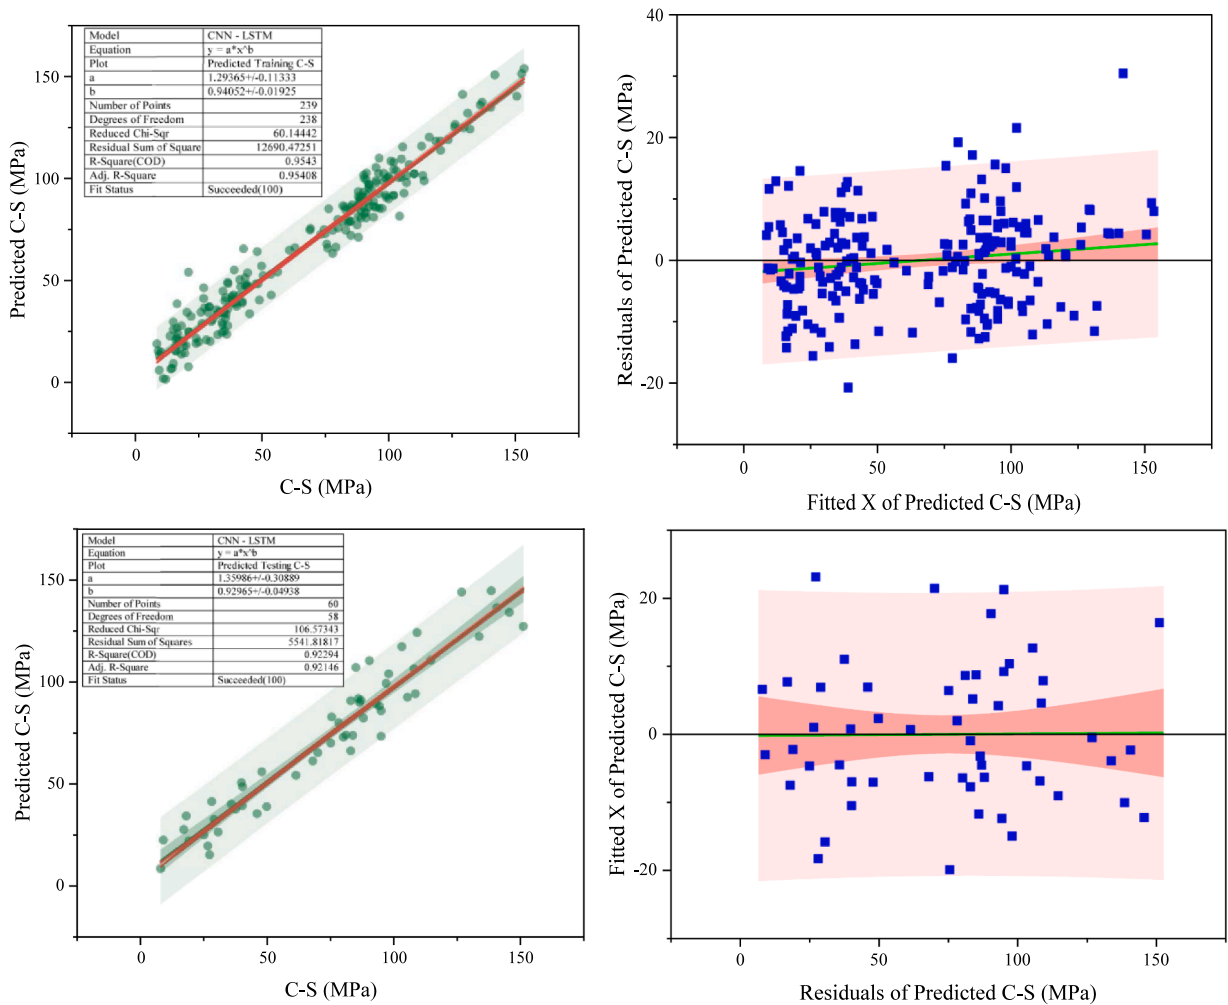 Model CNN - LSTM
Equation y = a*x^b
Plot Predicted Training C-S
a 1.29365+/-0.11333
b 0.94052+/-0.01925
Number of Points 239
Degrees of Freedom 238
Reduced Chi-Sqr 60.14442
Residual Sum of Square 12690.47251
R-Square(COD) 0.9543
Adj. R-Square 0.95408
Fit Status Succeeded(100)
150
100
50
0
Predicted C-S (MPa)
0 50 100 150
C-S (MPa)
40
20
0
-20
Residuals of Predicted C-S (MPa)
0 50 100 150
Fitted X of Predicted C-S (MPa)
Model CNN - LSTM
Equation y = a*x^b
Plot Predicted Testing C-S
a 1.35986+/-0.30889
b 0.92965+/-0.04938
Number of Points 60
Degrees of Freedom 58
Reduced Chi-Sqr 106.57343
Residual Sum of Squares 5541.81817
R-Square(COD) 0.92294
Adj. R-Square 0.92146
Fit Status Succeeded(100)
150
100
50
0
Predicted C-S (MPa)
0 50 100 150
C-S (MPa)
20
0
-20
Fitted X of Predicted C-S (MPa)
0 50 100 150
Residuals of Predicted C-S (MPa)